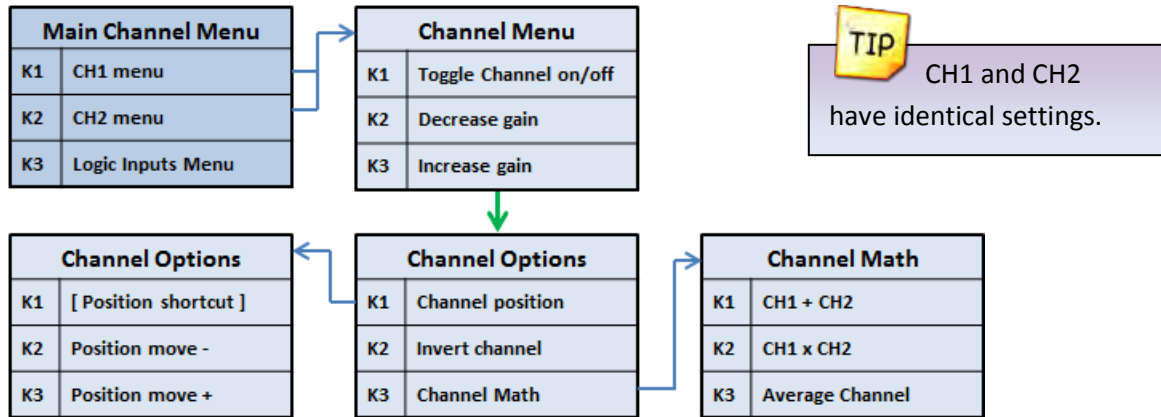 Main Channel Menu
K1 CH1 menu
K2 CH2 menu
K3 Logic Inputs Menu
Channel Menu
K1 Toggle Channel on/off
K2 Decrease gain
K3 Increase gain
TIP
CH1 and CH2
have identical settings.
Channel Options
K1 [ Position shortcut ]
K2 Position move -
K3 Position move +
Channel Options
K1 Channel position
K2 Invert channel
K3 Channel Math
Channel Math
K1 CH1 + CH2
K2 CH1 x CH2
K3 Average Channel